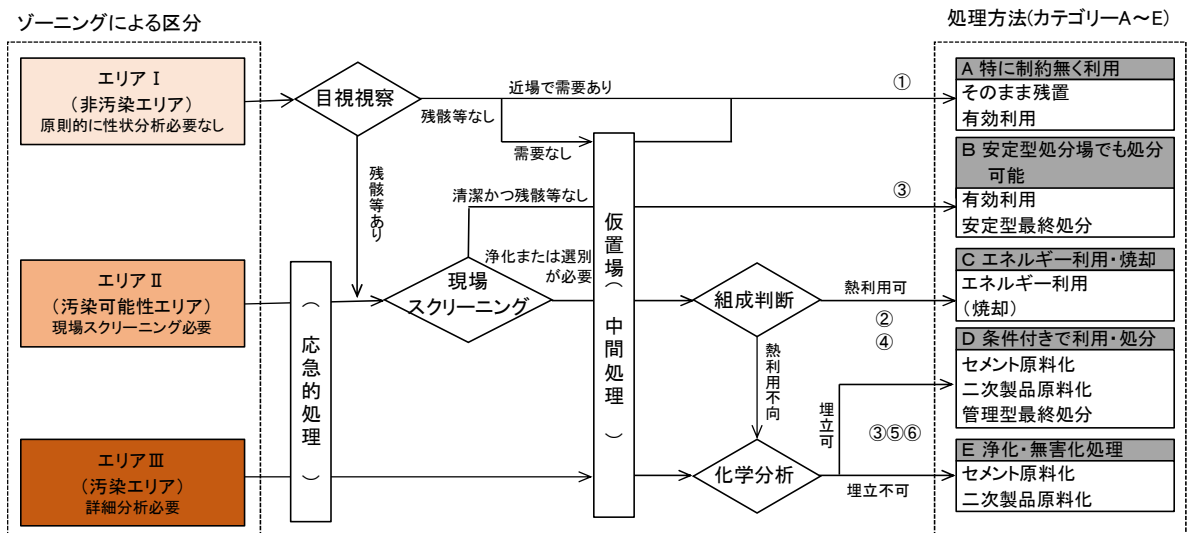 ゾーニングによる区分
処理方法(カテゴリーA～E)
エリア Ⅰ
(非汚染エリア)
原則的に性状分析必要なし
目視視察
近場で需要あり
①
残骸等なし
需要なし
残骸等あり
A 特に制約無く利用
そのまま残置
有効利用
B 安定型処分場でも処分
可能
有効利用
安定型最終処分
清潔かつ残骸等なし
③
エリア Ⅱ
(汚染可能性エリア)
現場スクリーニング必要
(応急的処理)
現場
スクリーニング
浄化または選別
が必要
仮置場(中間処理)
組成判断
熱利用可
②
④
熱利用不向
C エネルギー利用・焼却
エネルギー利用
(焼却)
D 条件付きで利用・処分
セメント原料化
二次製品原料化
管理型最終処分
エリアⅢ
(汚染エリア)
詳細分析必要
化学分析
埋立可
③⑤⑥
埋立不可
E 浄化・無害化処理
セメント原料化
二次製品原料化